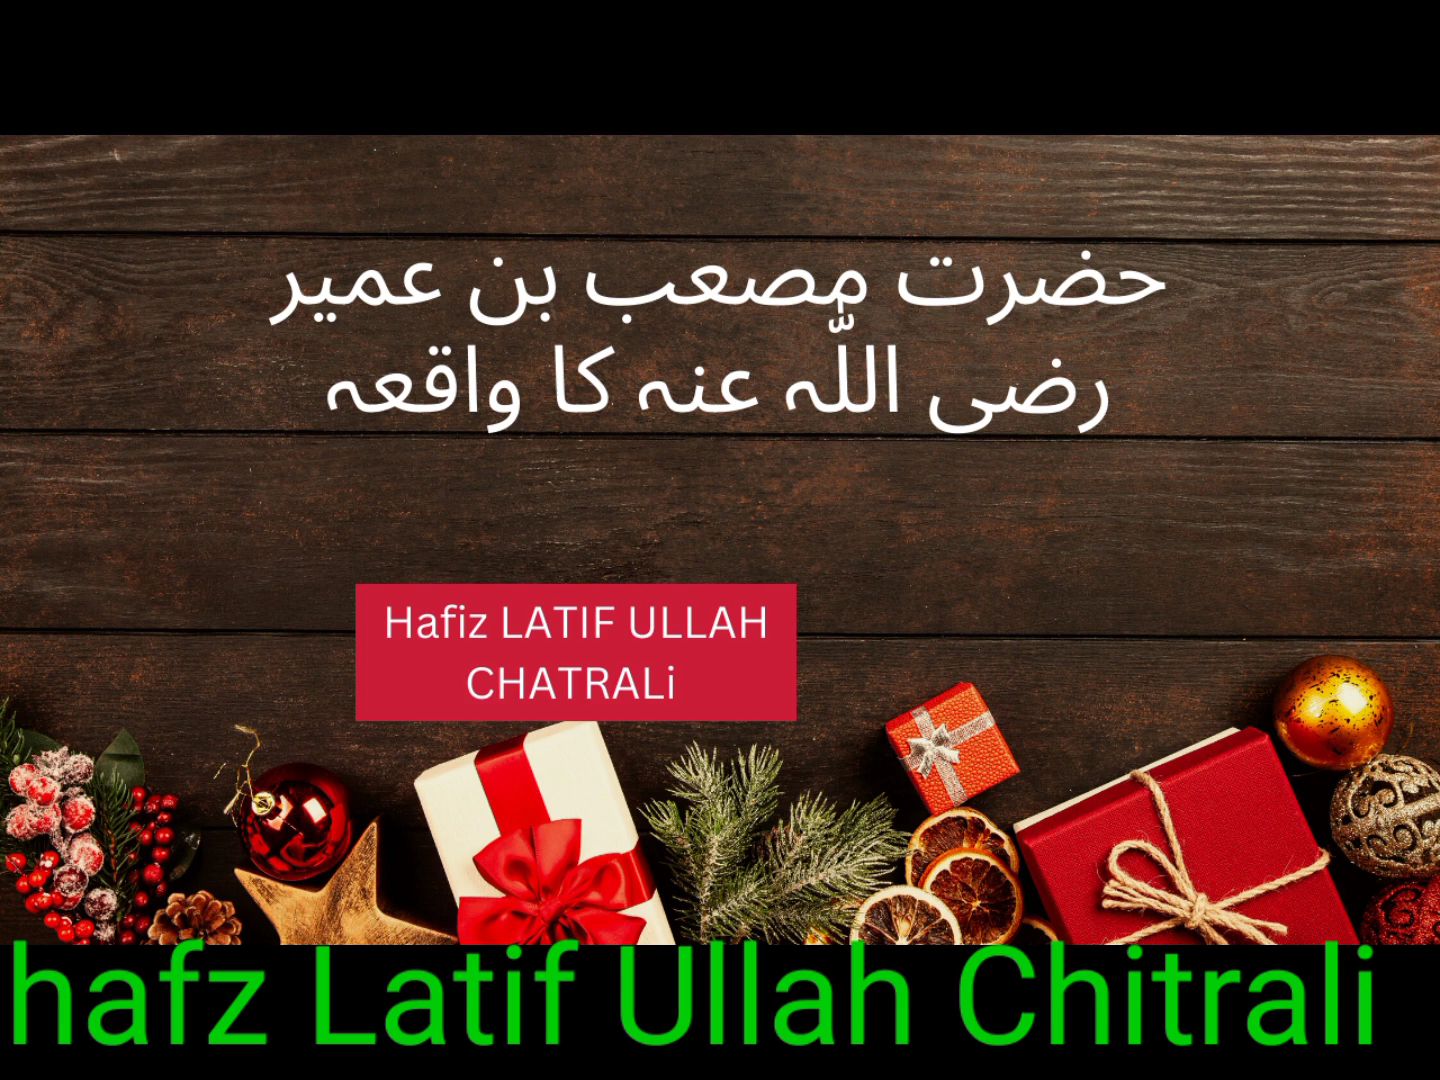 حضرت مصعب بن عمیر
رضی اللّٰہ عنہ کا واقعہ
Hafiz LATIF ULLAH
CHATRALi
hafz Latif Ullah Chitrali